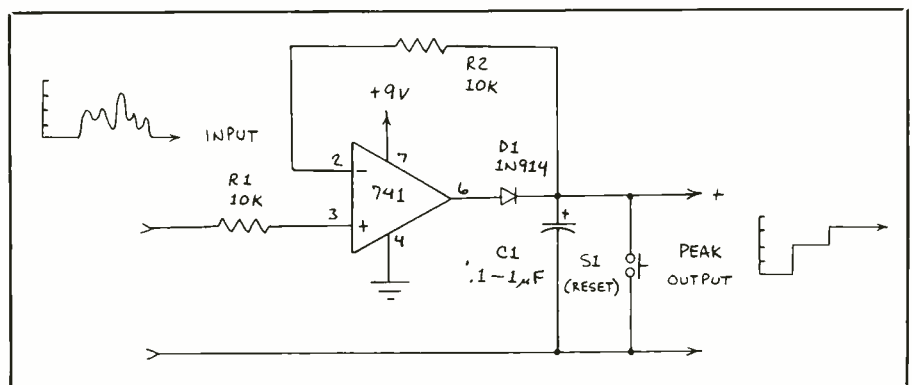 R2
10K
+9V
INPUT
D1
1N914
2
−
7
R1
10K
741
6
3
+
4
+
+
C1
.1–1µF
S1
(RESET)
PEAK
OUTPUT